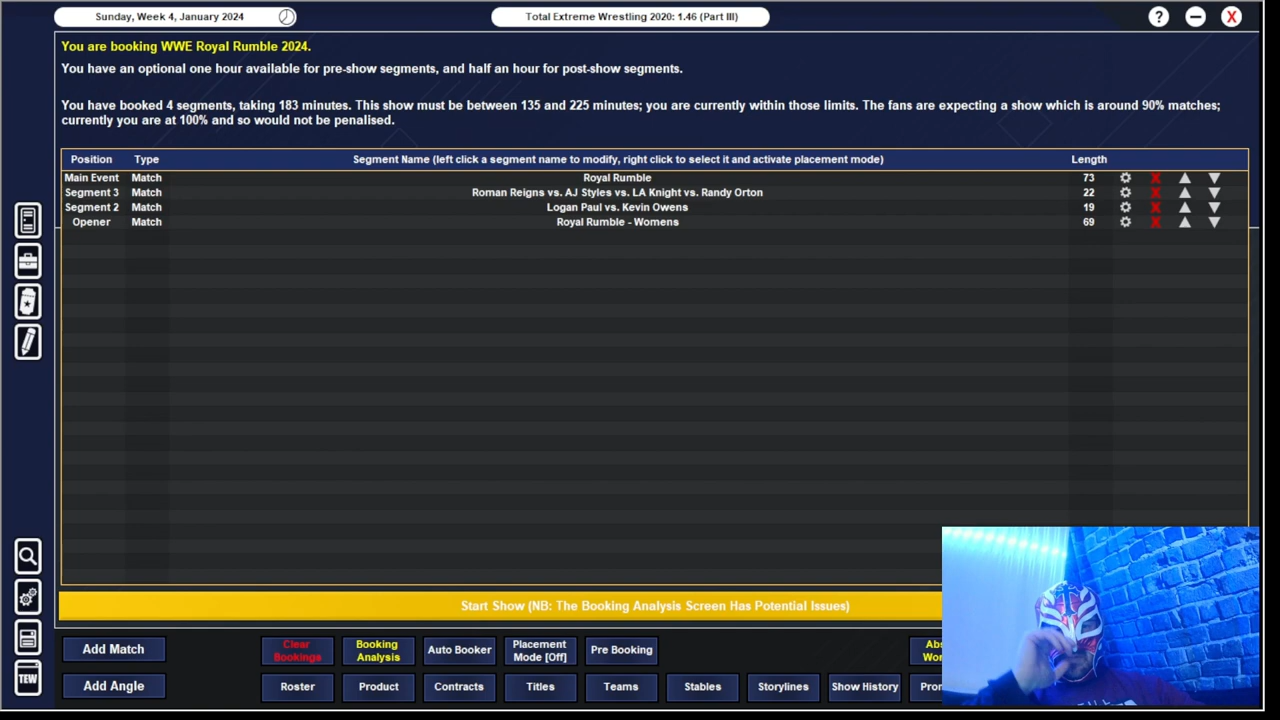 Sunday, Week 4, January 2024
Total Extreme Wrestling 2020: 1.46 (Part III)
?
X
You are booking WWE Royal Rumble 2024.
You have an optional one hour available for pre-show segments, and half an hour for post-show segments.
You have booked 4 segments, taking 183 minutes. This show must be between 135 and 225 minutes; you are currently within those limits. The fans are expecting a show which is around 90% matches;
currently you are at 100% and so would not be penalised.
Position Type Segment Name (left click a segment name to modify, right click to select it and activate placement mode) Length
Main Event Match Royal Rumble 73 X
Segment 3 Match Roman Reigns vs. AJ Styles vs. LA Knight vs. Randy Orton 22 X
Segment 2 Match Logan Paul vs. Kevin Owens 19 X
Opener Match Royal Rumble - Womens 69 X
Start Show (NB: The Booking Analysis Screen Has Potential Issues)
Add Match
Clear Bookings
Booking Analysis
Auto Booker
Placement Mode [Off]
Pre Booking
Add Angle
Roster
Product
Contracts
Titles
Teams
Stables
Storylines
Show History
TEW